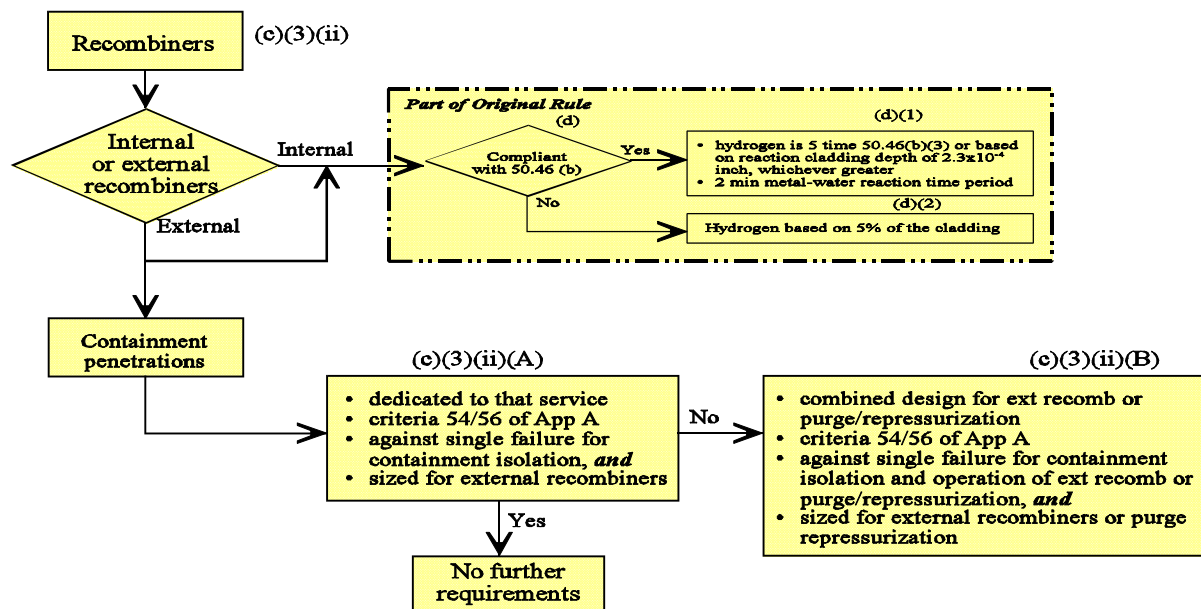 Recombiners
(c)(3)(ii)
Internal
or external
recombiners
Internal
External
Part of Original Rule
(d)
Compliant
with 50.46 (b)
Yes
No
(d)(1)
• hydrogen is 5 time 50.46(b)(3) or based
on reaction cladding depth of 2.3x10⁻⁴
inch, whichever greater
• 2 min metal-water reaction time period
(d)(2)
Hydrogen based on 5% of the cladding
Containment
penetrations
(c)(3)(ii)(A)
• dedicated to that service
• criteria 54/56 of App A
• against single failure for
containment isolation, and
• sized for external recombiners
No
Yes
No further
requirements
(c)(3)(ii)(B)
• combined design for ext recomb or
purge/repressurization
• criteria 54/56 of App A
• against single failure for containment
isolation and operation of ext recomb or
purge/repressurization, and
• sized for external recombiners or purge
repressurization